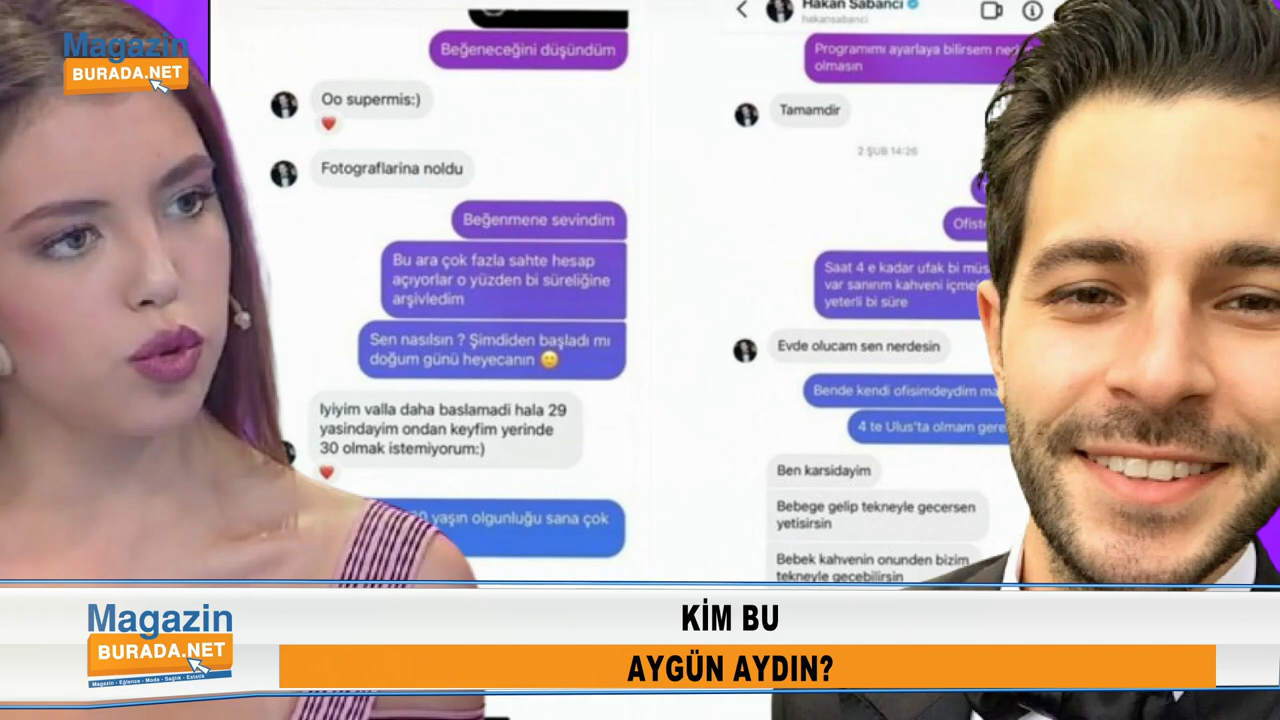 Magazin
BURADA.NET
Beğeneceğini düşündüm
Oo supermis:)
Fotograflarina noldu
Beğenmene sevindim
Bu ara çok fazla sahte hesap
açıyorlar o yüzden bi süreliğine
arşivledim
Sen nasılsın ? Şimdiden başladı mı
doğum günü heyecanın 🙂
Iyiyim valla daha baslamadi hala 29
yasindayim ondan keyfim yerinde
30 olmak istemiyorum:)
yaşın olgunluğu sana çok
Hakan Sabancı
hakansabanci
Programımı ayarlaya bilirsem
olmasın
Tamamdir
2 ŞUB 14:26
Saat 4 e kadar ufak bi
var sanırım kahveni
yeterli bi süre
Evde olucam sen nerdesin
Bende kendi ofisimdeydim
4 te Ulus'ta olmam
Ben karsidayim
Bebege gelip tekneyle gecersen
yetisirsin
Bebek kahvenin onunden bizim
tekneyle gecebilirsin
Magazin
BURADA.NET
Magazin - Eğlence - Moda - Sağlık - Estetik
KİM BU
AYGÜN AYDIN?